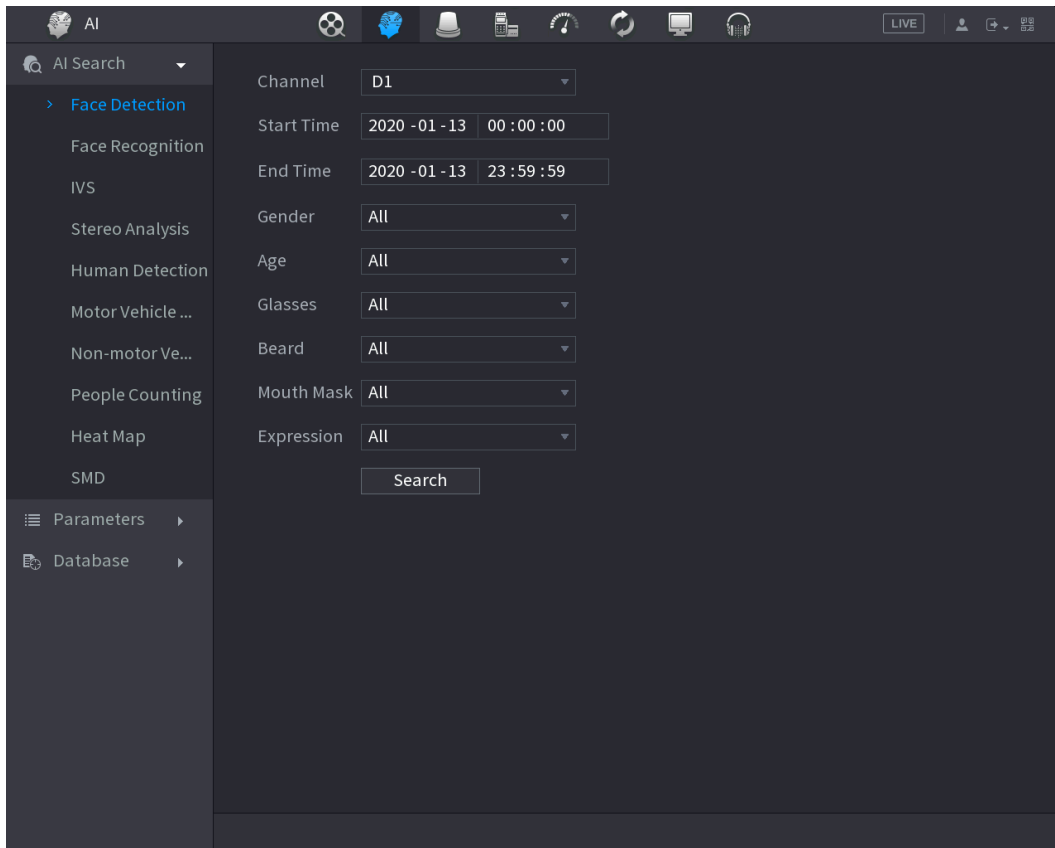 AI
LIVE
AI Search
Face Detection
Face Recognition
IVS
Stereo Analysis
Human Detection
Motor Vehicle ...
Non-motor Ve...
People Counting
Heat Map
SMD
Parameters
Database
Channel D1
Start Time 2020 -01 -13 00 :00 :00
End Time 2020 -01 -13 23 :59 :59
Gender All
Age All
Glasses All
Beard All
Mouth Mask All
Expression All
Search